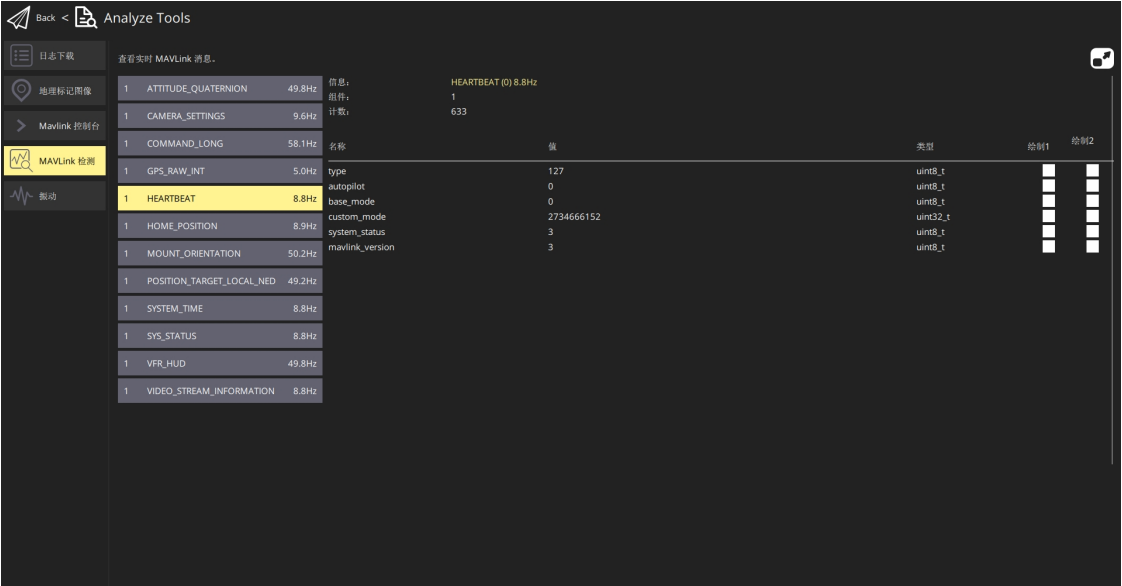 Back < Analyze Tools
日志下载
地理标记图像
Mavlink 控制台
MAVLink 检测
振动
查看实时 MAVLink 消息。
1 ATTITUDE_QUATERNION 49.8Hz
1 CAMERA_SETTINGS 9.6Hz
1 COMMAND_LONG 58.1Hz
1 GPS_RAW_INT 5.0Hz
1 HEARTBEAT 8.8Hz
1 HOME_POSITION 8.9Hz
1 MOUNT_ORIENTATION 50.2Hz
1 POSITION_TARGET_LOCAL_NED 49.2Hz
1 SYSTEM_TIME 8.8Hz
1 SYS_STATUS 8.8Hz
1 VFR_HUD 49.8Hz
1 VIDEO_STREAM_INFORMATION 8.8Hz
信息: HEARTBEAT (0) 8.8Hz
组件: 1
计数: 633
名称 值 类型 绘制1 绘制2
type 127 uint8_t
autopilot 0 uint8_t
base_mode 0 uint8_t
custom_mode 2734666152 uint32_t
system_status 3 uint8_t
mavlink_version 3 uint8_t